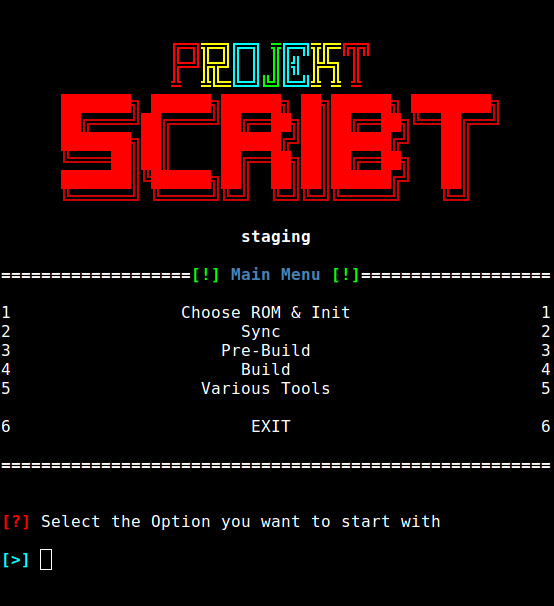 PROJECT
SCRIBT
staging
===================[!] Main Menu [!]===================
1 Choose ROM & Init 1
2 Sync 2
3 Pre-Build 3
4 Build 4
5 Various Tools 5
6 EXIT 6
=======================================================
[?] Select the Option you want to start with
[>]